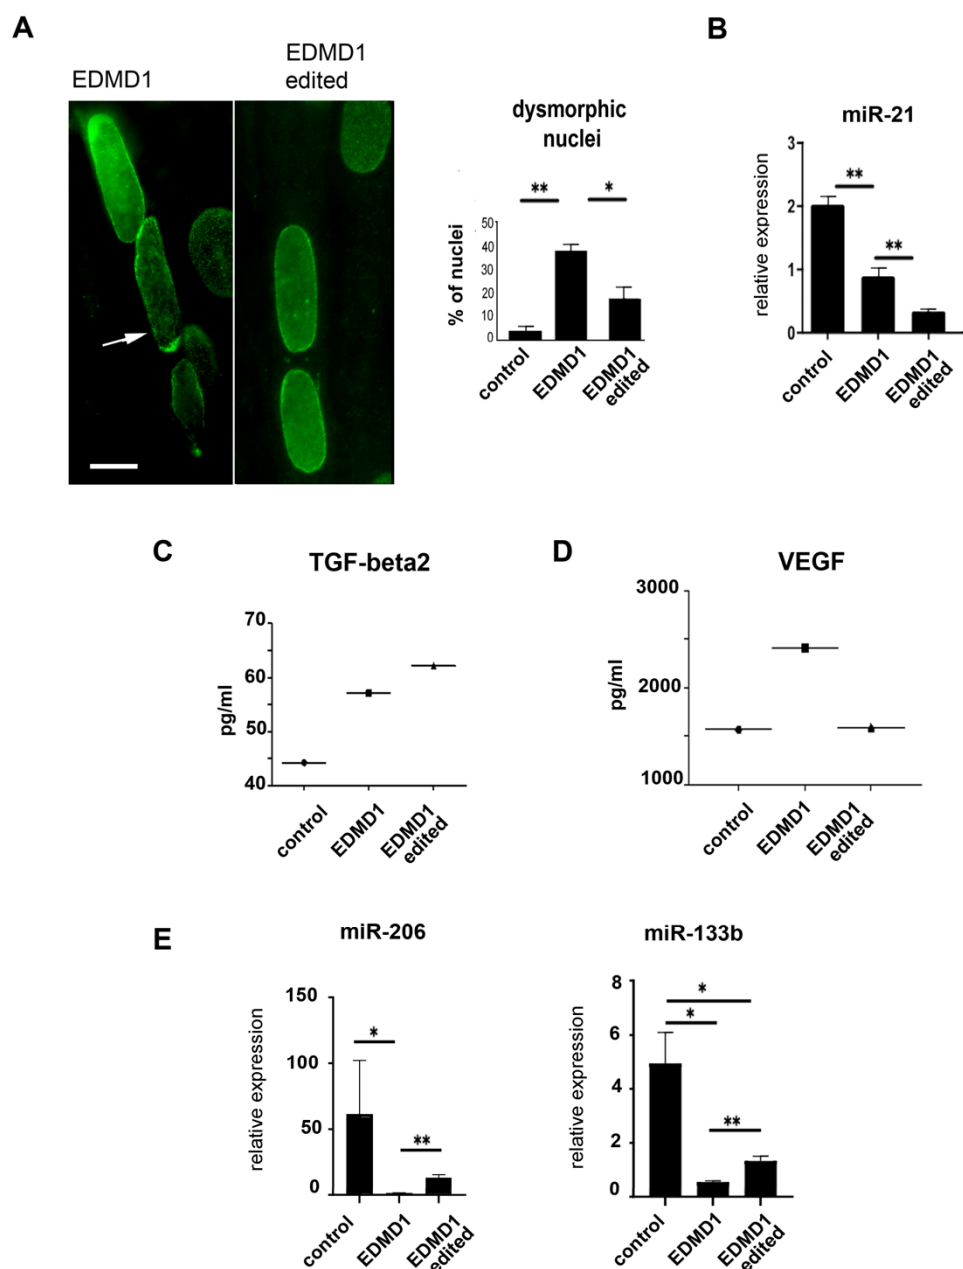 A
EDMD1
EDMD1
edited
dysmorphic
nuclei
** *
% of nuclei
50
40
30
20
10
0
control
EDMD1
EDMD1
edited
B
miR-21
relative expression
3
2
1
0
**
**
control
EDMD1
EDMD1
edited
C
TGF-beta2
pg/ml
70
60
50
40
control
EDMD1
EDMD1
edited
D
VEGF
pg/ml
3000
2000
1000
control
EDMD1
EDMD1
edited
E
miR-206
relative expression
150
100
50
0
*
**
control
EDMD1
EDMD1
edited
miR-133b
relative expression
8
6
4
2
0
*
*
**
control
EDMD1
EDMD1
edited